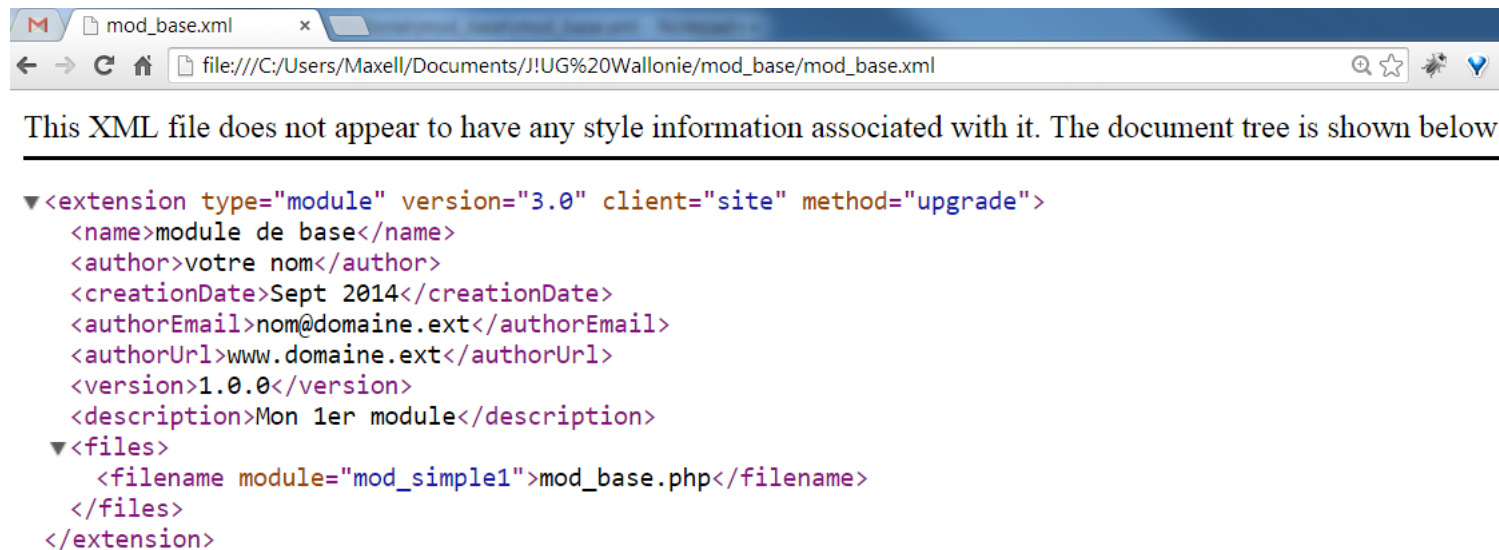 mod_base.xml
file:///C:/Users/Maxell/Documents/J!UG%20Wallonie/mod_base/mod_base.xml
This XML file does not appear to have any style information associated with it. The document tree is shown below
<extension type="module" version="3.0" client="site" method="upgrade">
<name>module de base</name>
<author>votre nom</author>
<creationDate>Sept 2014</creationDate>
<authorEmail>nom@domaine.ext</authorEmail>
<authorUrl>www.domaine.ext</authorUrl>
<version>1.0.0</version>
<description>Mon 1er module</description>
<files>
<filename module="mod_simple1">mod_base.php</filename>
</files>
</extension>